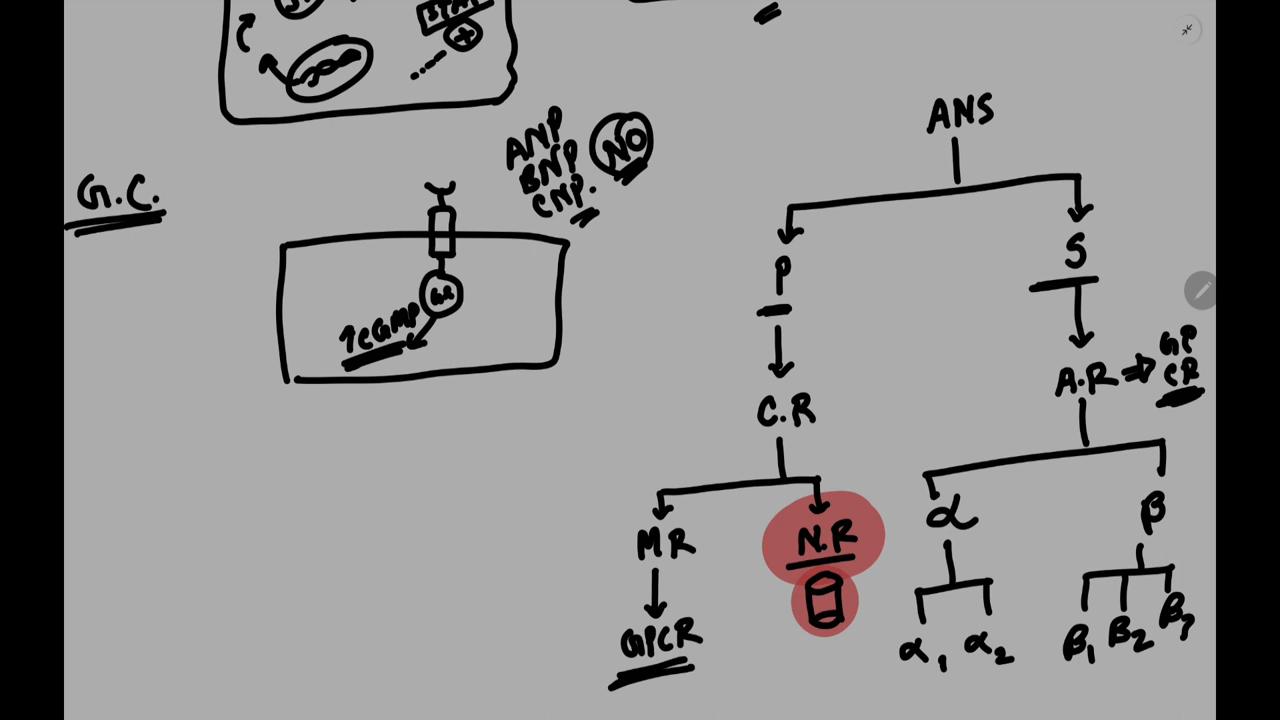 G.C.
ANP
BNP
CNP.
NO
↑cGMP
ANS
P
S
C.R
A.R ⇒ GP
CR
MR
N.R
GPCR
α
β
α1
α2
β1
β2
β3